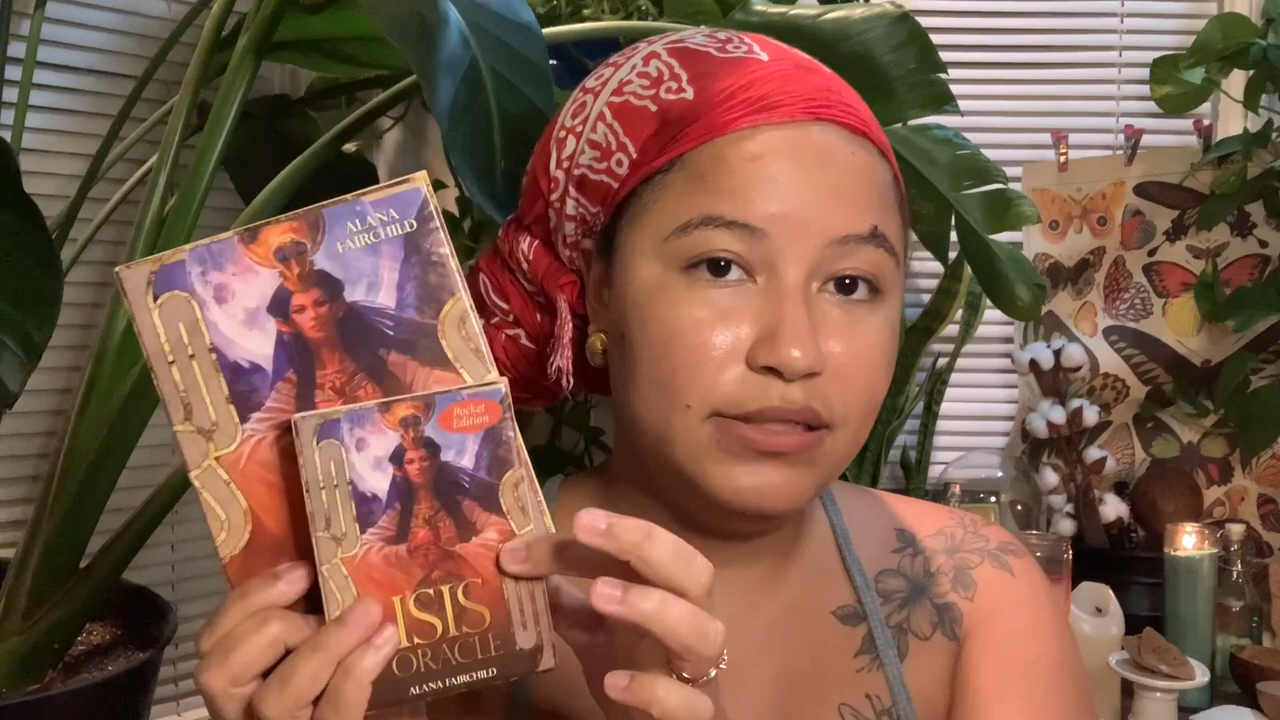 ALANA
FAIRCHILD
Pocket
Edition
ISIS
ORACLE
ALANA FAIRCHILD